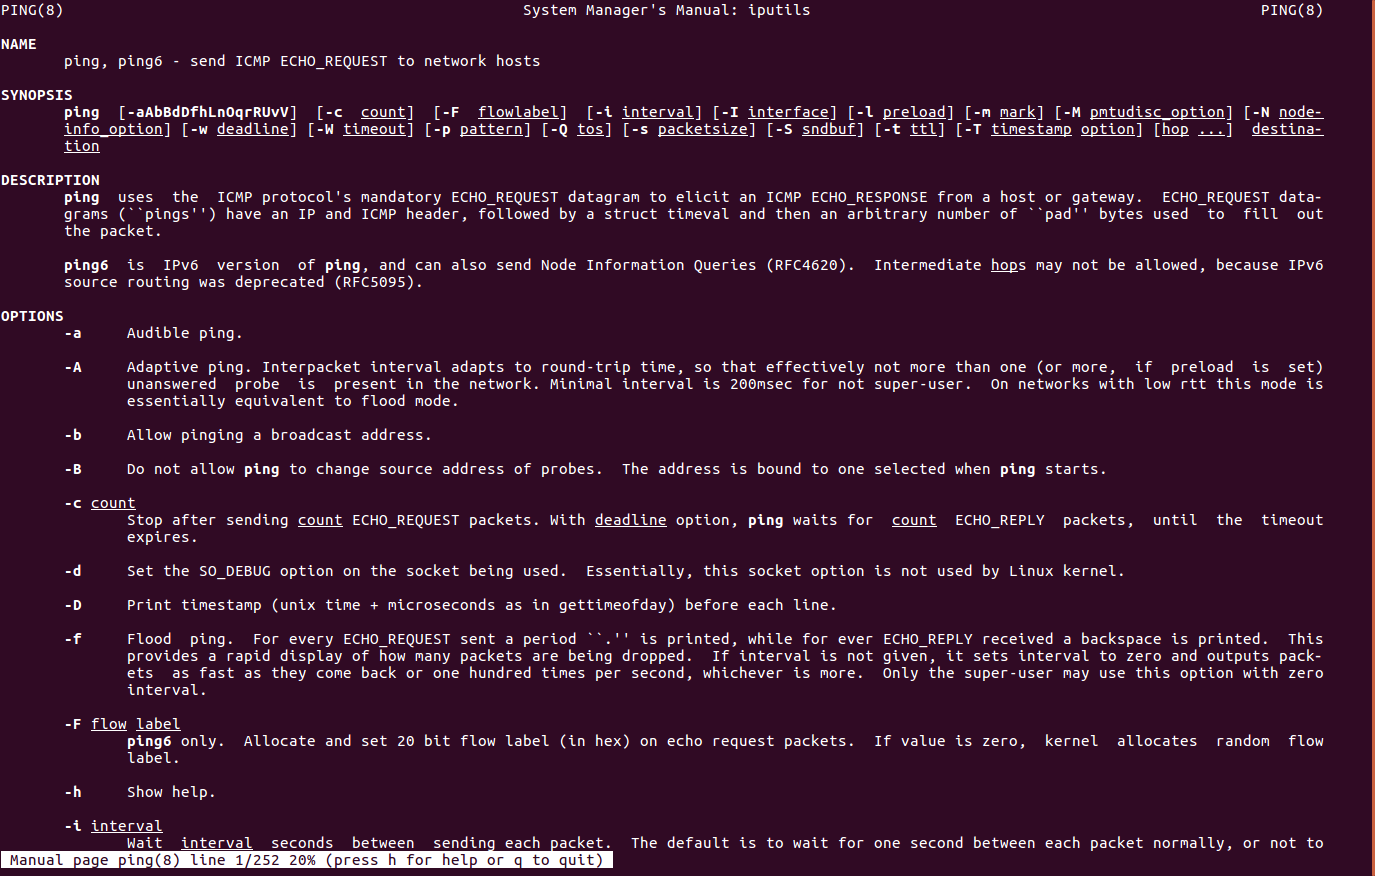 PING(8) System Manager's Manual: iputils PING(8)
NAME
ping, ping6 - send ICMP ECHO_REQUEST to network hosts
SYNOPSIS
ping [-aAbBdDfhLnOqrRUvV] [-c count] [-F flowlabel] [-i interval] [-I interface] [-l preload] [-m mark] [-M pmtudisc_option] [-N node-
info_option] [-w deadline] [-W timeout] [-p pattern] [-Q tos] [-s packetsize] [-S sndbuf] [-t ttl] [-T timestamp option] [hop ...] destina-
tion
DESCRIPTION
ping uses the ICMP protocol's mandatory ECHO_REQUEST datagram to elicit an ICMP ECHO_RESPONSE from a host or gateway. ECHO_REQUEST data-
grams (``pings'') have an IP and ICMP header, followed by a struct timeval and then an arbitrary number of ``pad'' bytes used to fill out
the packet.
ping6 is IPv6 version of ping, and can also send Node Information Queries (RFC4620). Intermediate hops may not be allowed, because IPv6
source routing was deprecated (RFC5095).
OPTIONS
-a Audible ping.
-A Adaptive ping. Interpacket interval adapts to round-trip time, so that effectively not more than one (or more, if preload is set)
unanswered probe is present in the network. Minimal interval is 200msec for not super-user. On networks with low rtt this mode is
essentially equivalent to flood mode.
-b Allow pinging a broadcast address.
-B Do not allow ping to change source address of probes. The address is bound to one selected when ping starts.
-c count
Stop after sending count ECHO_REQUEST packets. With deadline option, ping waits for count ECHO_REPLY packets, until the timeout
expires.
-d Set the SO_DEBUG option on the socket being used. Essentially, this socket option is not used by Linux kernel.
-D Print timestamp (unix time + microseconds as in gettimeofday) before each line.
-f Flood ping. For every ECHO_REQUEST sent a period ``.'' is printed, while for ever ECHO_REPLY received a backspace is printed. This
provides a rapid display of how many packets are being dropped. If interval is not given, it sets interval to zero and outputs pack-
ets as fast as they come back or one hundred times per second, whichever is more. Only the super-user may use this option with zero
interval.
-F flow label
ping6 only. Allocate and set 20 bit flow label (in hex) on echo request packets. If value is zero, kernel allocates random flow
label.
-h Show help.
-i interval
Wait interval seconds between sending each packet. The default is to wait for one second between each packet normally, or not to
Manual page ping(8) line 1/252 20% (press h for help or q to quit)